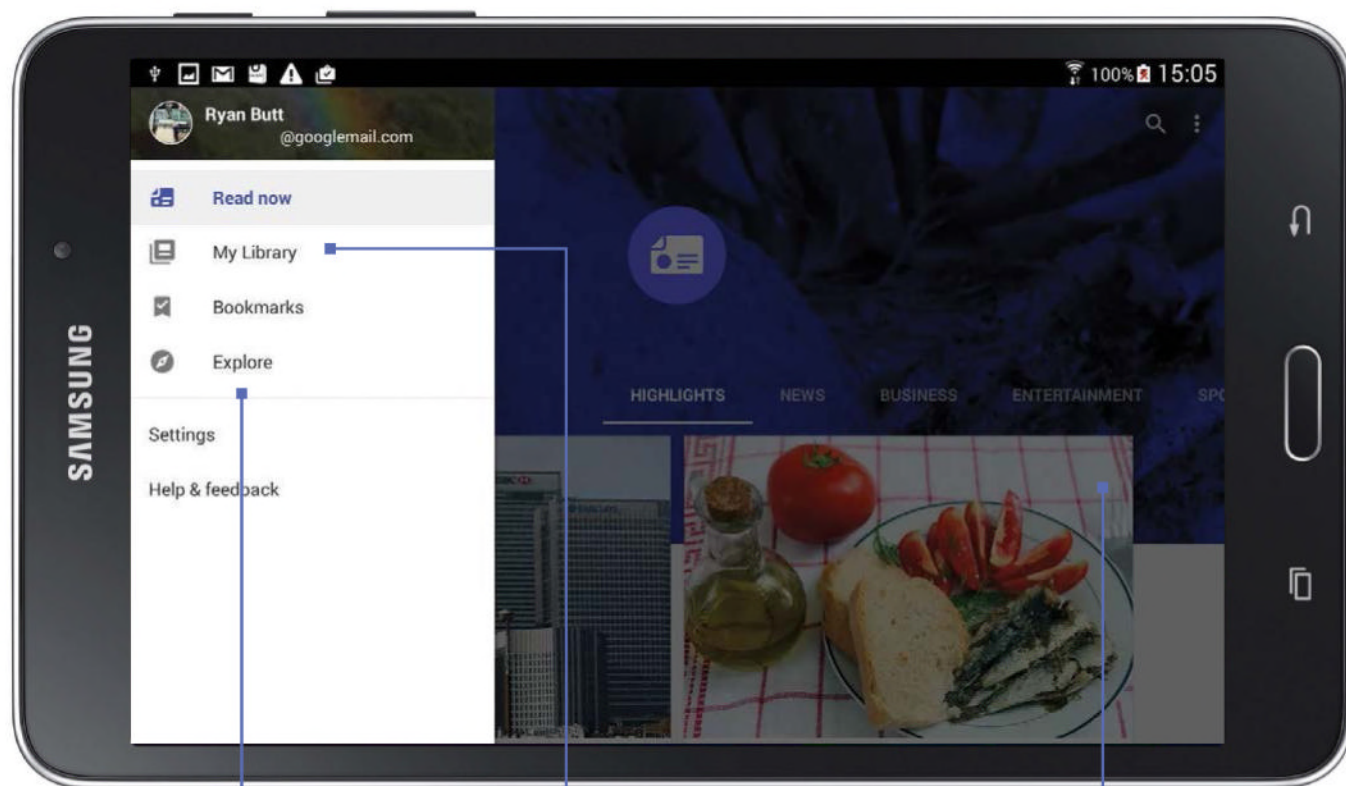 100% 15:05
Ryan Butt
@googlemail.com
Read now
My Library
Bookmarks
Explore
Settings
Help & feedback
HIGHLIGHTS NEWS BUSINESS ENTERTAINMENT SPO
SAMSUNG